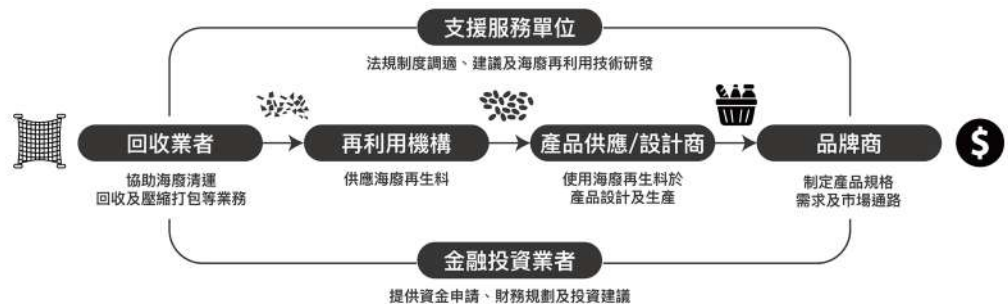 支援服務單位
法規制度調適、建議及海廢再利用技術研發
回收業者
再利用機構
產品供應/設計商
品牌商
$
協助海廢清運
回收及壓縮打包等業務
供應海廢再生料
使用海廢再生料於
產品設計及生產
制定產品規格
需求及市場通路
金融投資業者
提供資金申請、財務規劃及投資建議